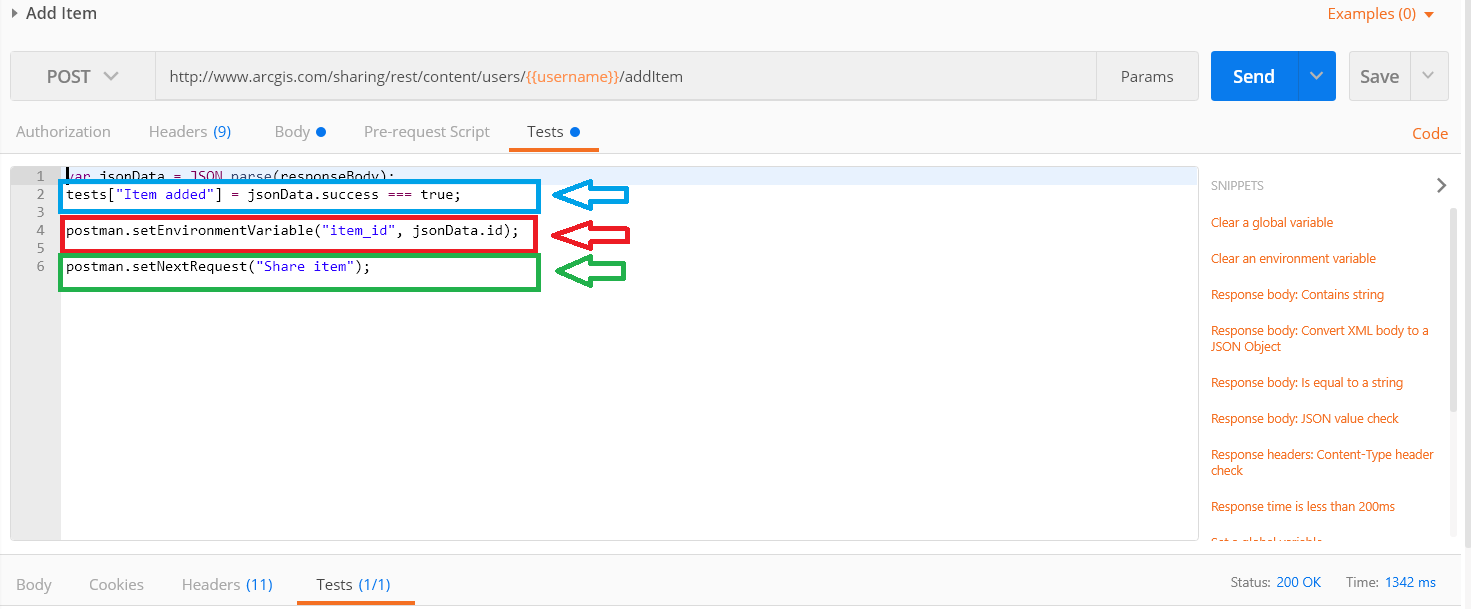 Add Item
Examples (0)
POST
http://www.arcgis.com/sharing/rest/content/users/{{username}}/addItem
Params
Send
Save
Authorization
Headers (9)
Body
Pre-request Script
Tests
Code
1 var jsonData = JSON.parse(responseBody);
2 tests["Item added"] = jsonData.success === true;
3
4 postman.setEnvironmentVariable("item_id", jsonData.id);
5
6 postman.setNextRequest("Share item");
SNIPPETS
Clear a global variable
Clear an environment variable
Response body: Contains string
Response body: Convert XML body to a
JSON Object
Response body: Is equal to a string
Response body: JSON value check
Response headers: Content-Type header
check
Response time is less than 200ms
Set a global variable
Body
Cookies
Headers (11)
Tests (1/1)
Status: 200 OK
Time: 1342 ms